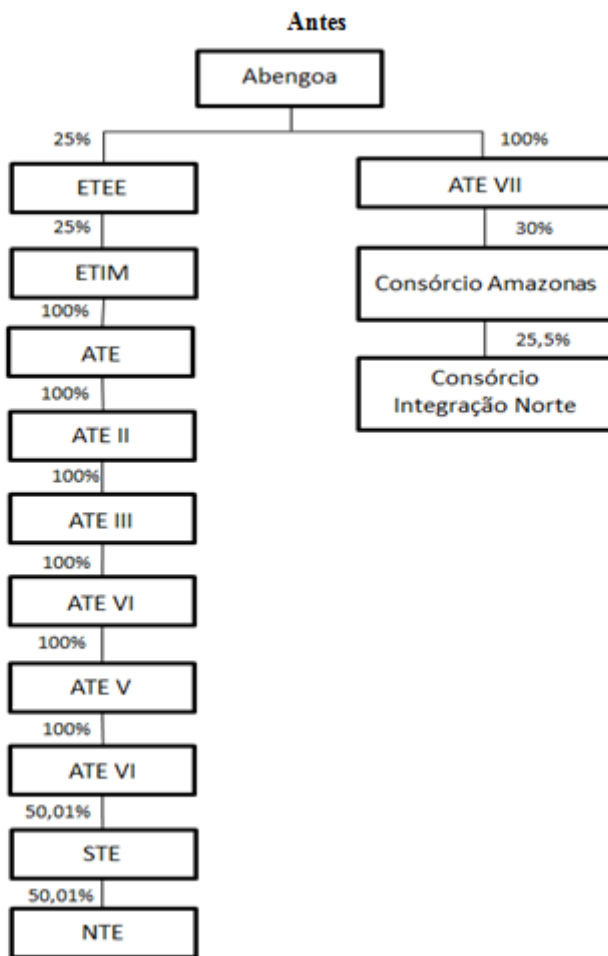 Antes
Abengoa
25%
100%
ETEE
ATE VII
25%
30%
ETIM
Consórcio Amazonas
100%
25,5%
ATE
Consórcio
Integração Norte
100%
ATE II
100%
ATE III
100%
ATE VI
100%
ATE V
100%
ATE VI
50,01%
STE
50,01%
NTE